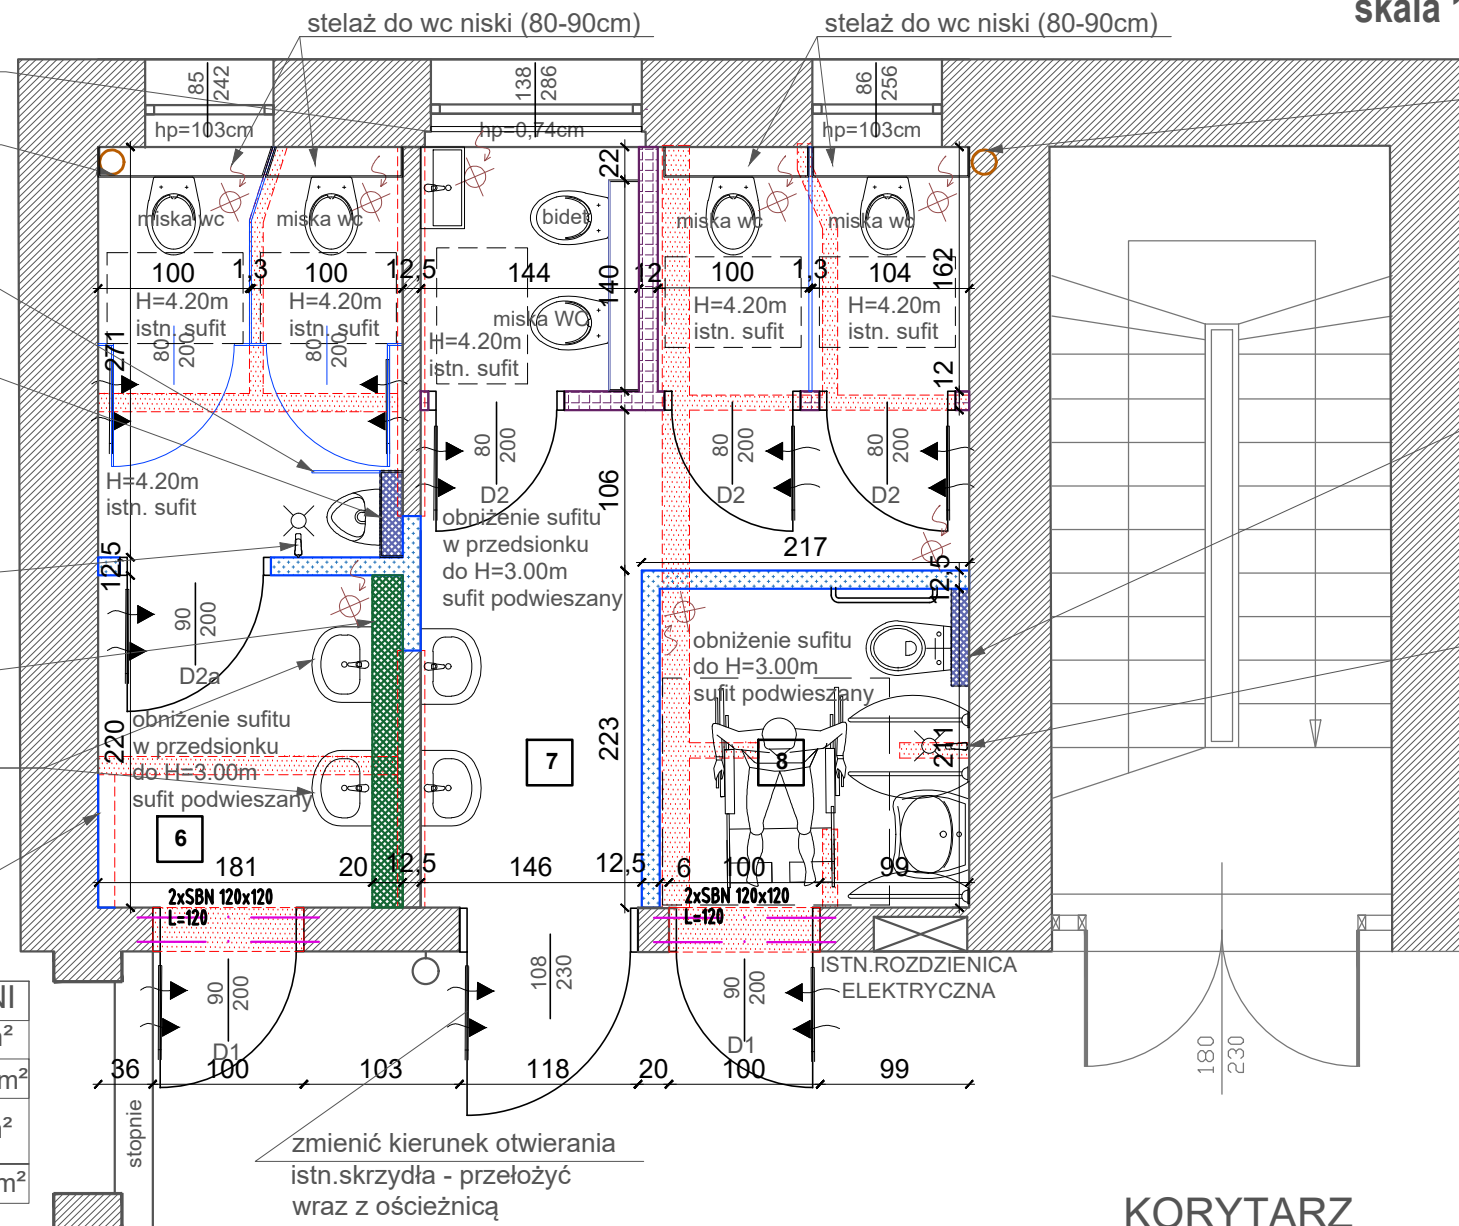 skala 1
stelaż do wc niski (80-90cm)
stelaż do wc niski (80-90cm)
85
242
138
286
86
256
hp=103cm
hp=0,74cm
hp=103cm
22
miska wc
miska wc
bidet
miska wc
miska wc
100
1,3
100
12,5
144
140
12
100
1,3
104
162
H=4.20m
istn. sufit
H=4.20m
istn. sufit
miska WC
H=4.20m
istn. sufit
H=4.20m
istn. sufit
H=4.20m
istn. sufit
271
80
200
80
200
12
80
200
D2
80
200
D2
80
200
D2
H=4.20m
istn. sufit
106
obniżenie sufitu
w przedsionku
do H=3.00m
sufit podwieszany
217
12,5
12,5
90
200
D2a
obniżenie sufitu
do H=3.00m
sufit podwieszany
220
obniżenie sufitu
w przedsionku
do H=3.00m
sufit podwieszany
223
211
7
8
6
181
20
12,5
146
12,5
6
100
99
2xSBN 120x120
L=120
2xSBN 120x120
L=120
90
200
D1
108
230
90
200
D1
ISTN.ROZDZIENICA
ELEKTRYCZNA
36
100
103
118
20
100
99
180
230
NI
m²
m²
m²
m²
stopnie
zmienić kierunek otwierania
istn.skrzydła - przełożyć
wraz z ościeżnicą
KORYTARZ